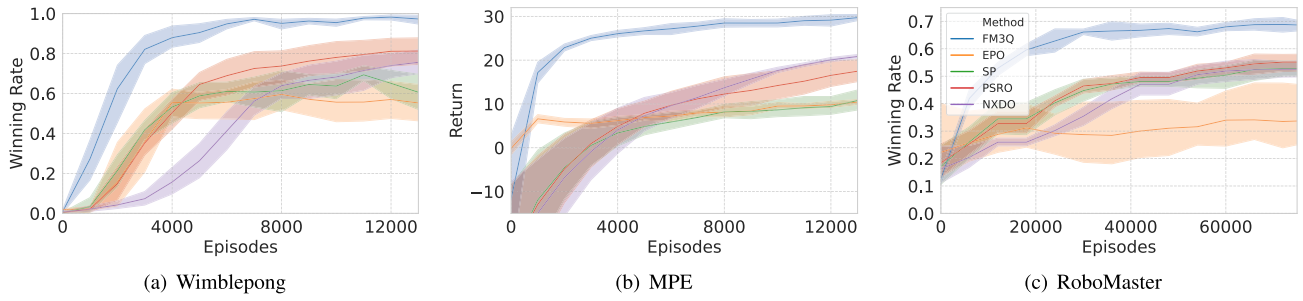 1.0
0.8
0.6
0.4
0.2
0.0
Winning Rate
0
4000
8000
12000
Episodes
(a) Wimblepong
30
20
10
0
−10
Return
0
4000
8000
12000
Episodes
(b) MPE
0.7
0.6
0.5
0.4
0.3
0.2
0.1
0.0
Winning Rate
Method
FM3Q
EPO
SP
PSRO
NXDO
0
20000
40000
60000
Episodes
(c) RoboMaster